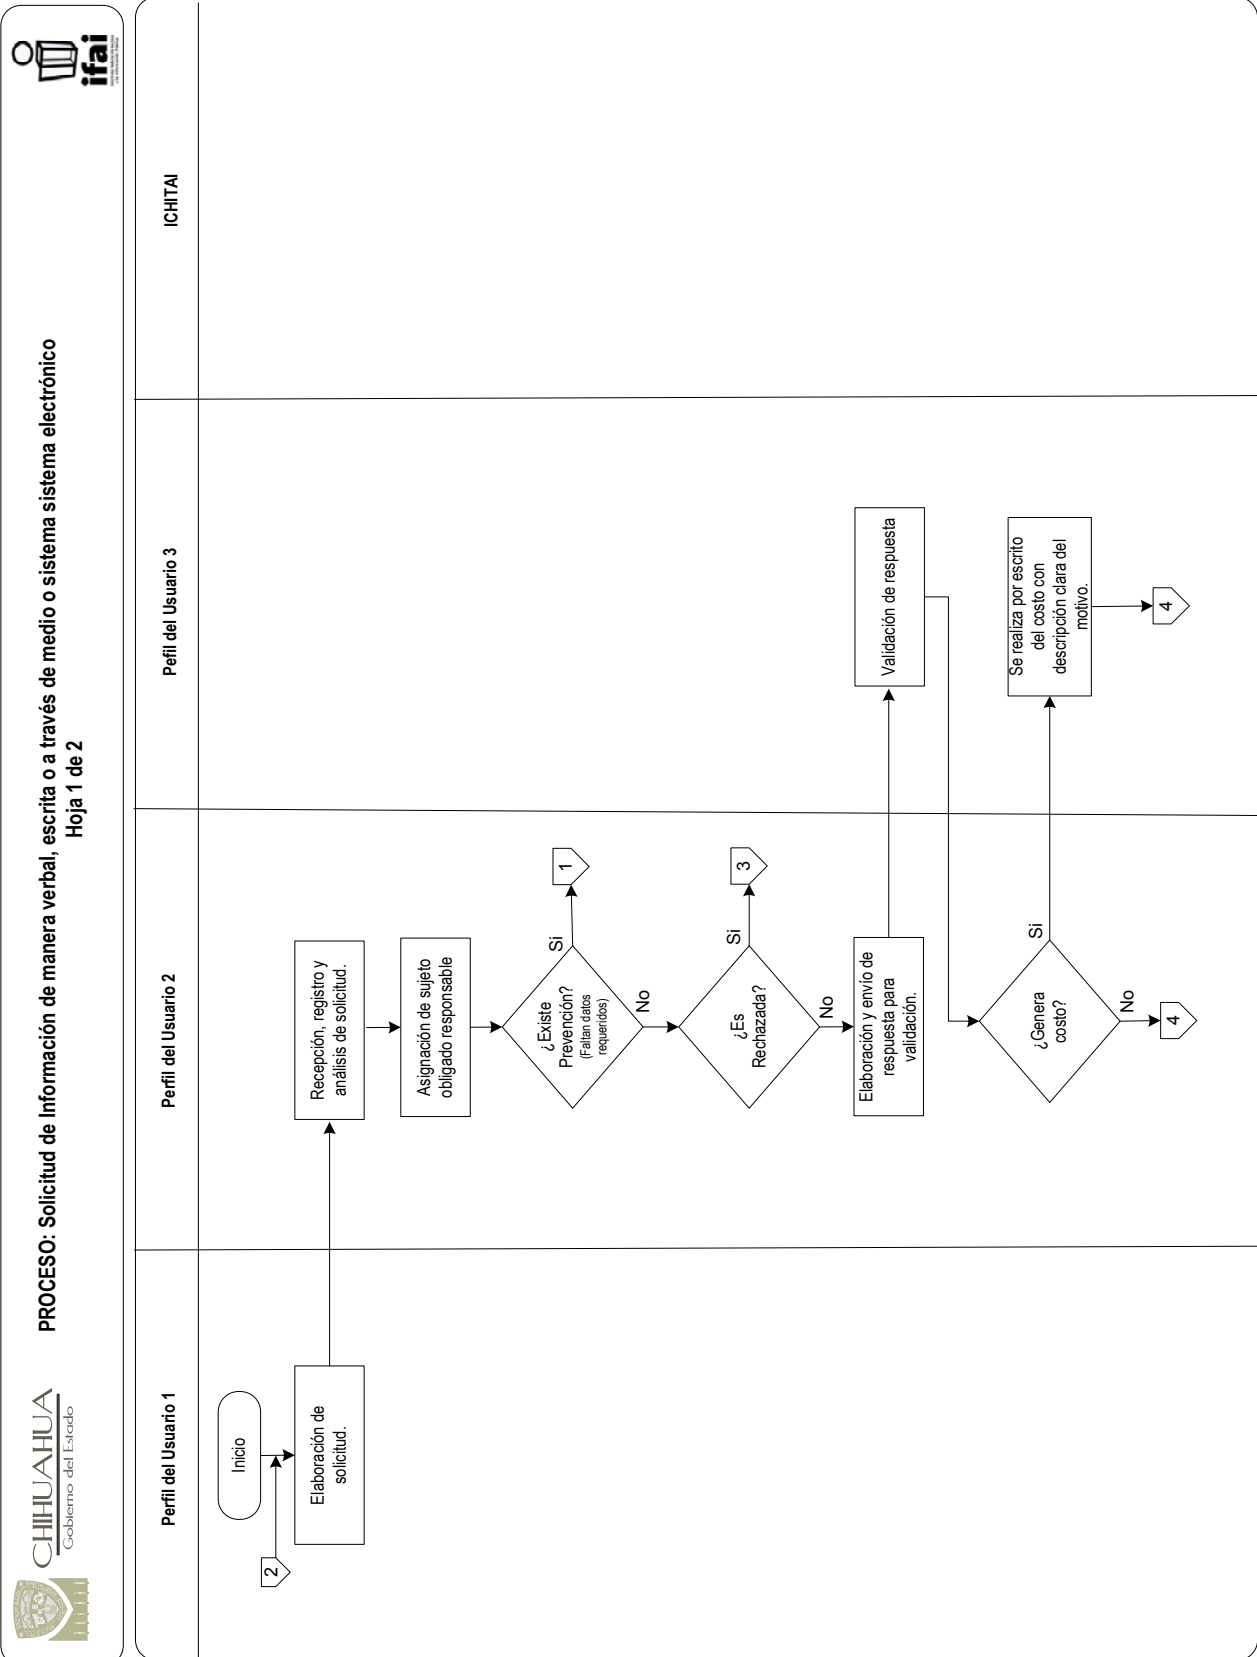 CHIHUAHUA
Gobierno del Estado
PROCESO: Solicitud de Información de manera verbal, escrita o a través de medio o sistema sistema electrónico
Hoja 1 de 2
ifai
Perfil del Usuario 1
Perfil del Usuario 2
Pefil del Usuario 3
ICHITAI
Inicio
2
Elaboración de
solicitud.
Recepción, registro y
análisis de solicitud.
Asignación de sujeto
obligado responsable
¿Existe
Prevención?
(Faltan datos
requeridos)
Si
1
No
¿Es
Rechazada?
Si
3
No
Elaboración y envío de
respuesta para
validación.
Validación de respuesta
¿Genera
costo?
Si
Se realiza por escrito
del costo con
descripción clara del
motivo.
4
No
4